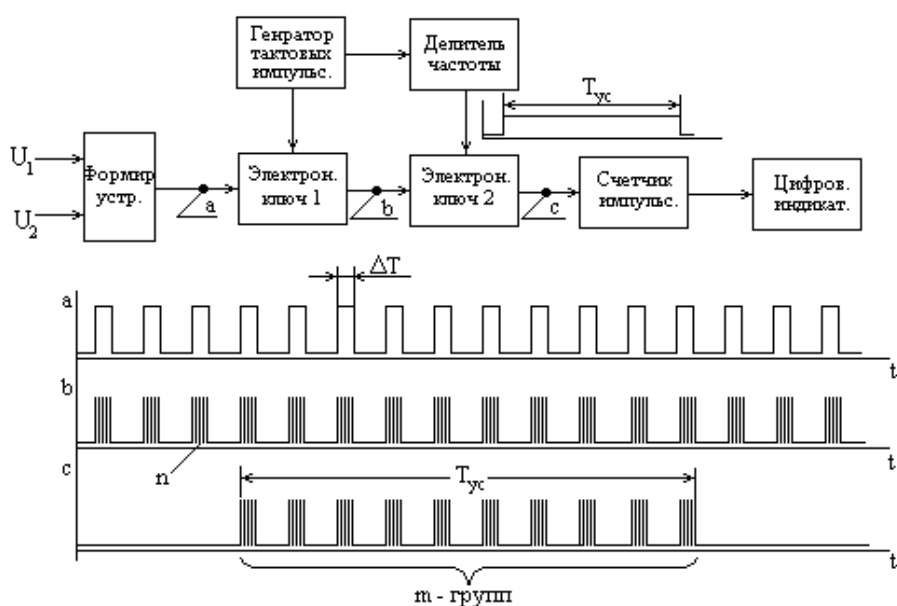 Генратор
тактовых
импульс.
Делитель
частоты
Tус
U1
U2
Формир
устр.
a
Электрон.
ключ 1
b
Электрон.
ключ 2
c
Счетчик
импульс.
Цифров.
индикат.
ΔT
a
t
b
n
t
c
Tус
t
m - групп